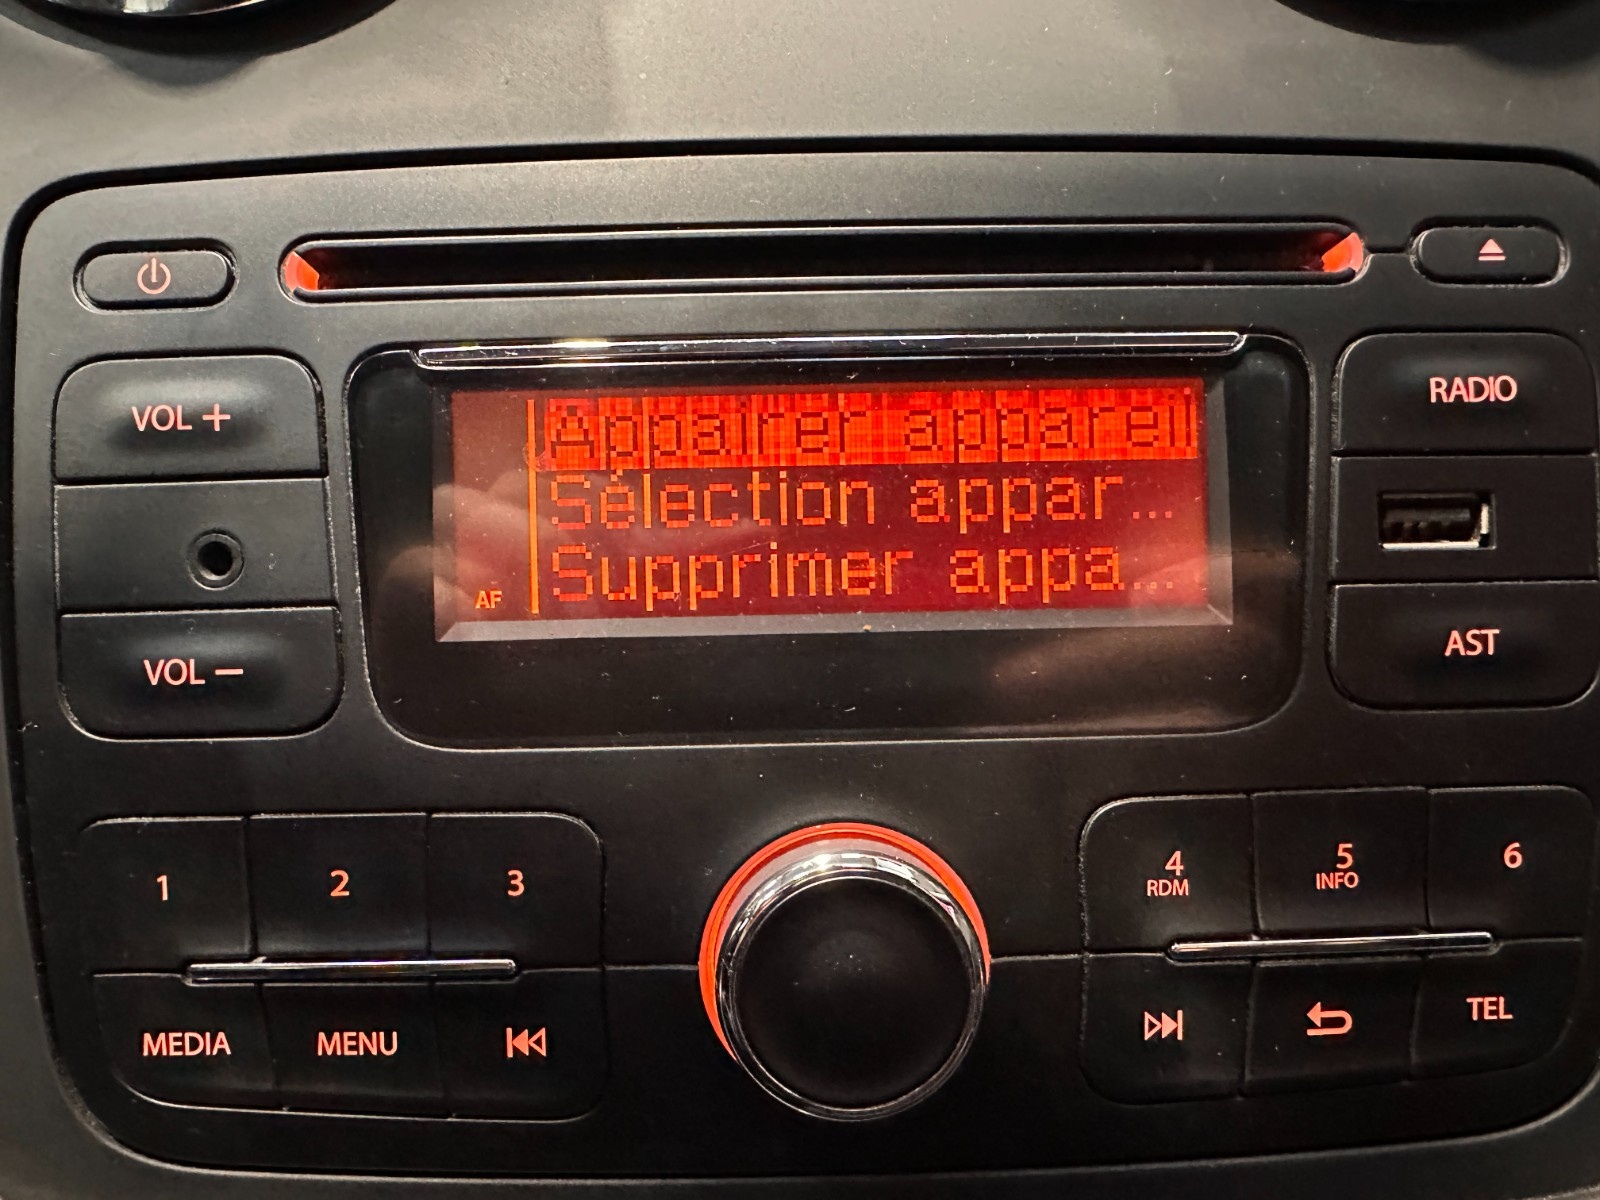 VOL +
RADIO
Appairer appareil
Sélection appar...
Supprimer appa...
AF
VOL –
AST
1
2
3
4
RDM
5
INFO
6
MEDIA
MENU
TEL